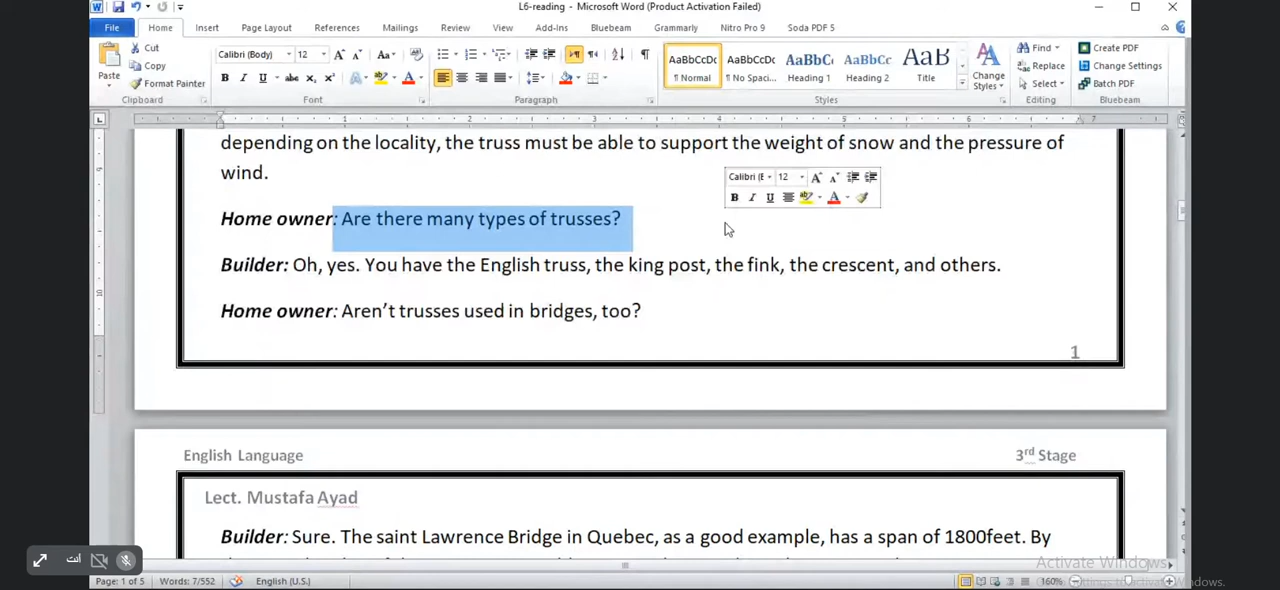 L6-reading - Microsoft Word (Product Activation Failed)
File Home Insert Page Layout References Mailings Review View Add-Ins Bluebeam Grammarly Nitro Pro 9 Soda PDF 5
Paste
Cut
Copy
Format Painter
Clipboard
Calibri (Body) 12
Font
Paragraph
AaBbCcDc AaBbCcDc AaBbC AaBbCc AaB
¶ Normal ¶ No Spaci... Heading 1 Heading 2 Title
Change Styles
Styles
Find
Replace
Select
Editing
Create PDF
Change Settings
Batch PDF
Bluebeam
1 2 3 4 5 6 7
depending on the locality, the truss must be able to support the weight of snow and the pressure of
wind.
Calibri (E 12
Home owner: Are there many types of trusses?
Builder: Oh, yes. You have the English truss, the king post, the fink, the crescent, and others.
Home owner: Aren't trusses used in bridges, too?
1
English Language 3rd Stage
Lect. Mustafa Ayad
Builder: Sure. The saint Lawrence Bridge in Quebec, as a good example, has a span of 1800feet. By
أنت
Activate Windows
Page: 1 of 5 Words: 7/552 English (U.S.) 160%